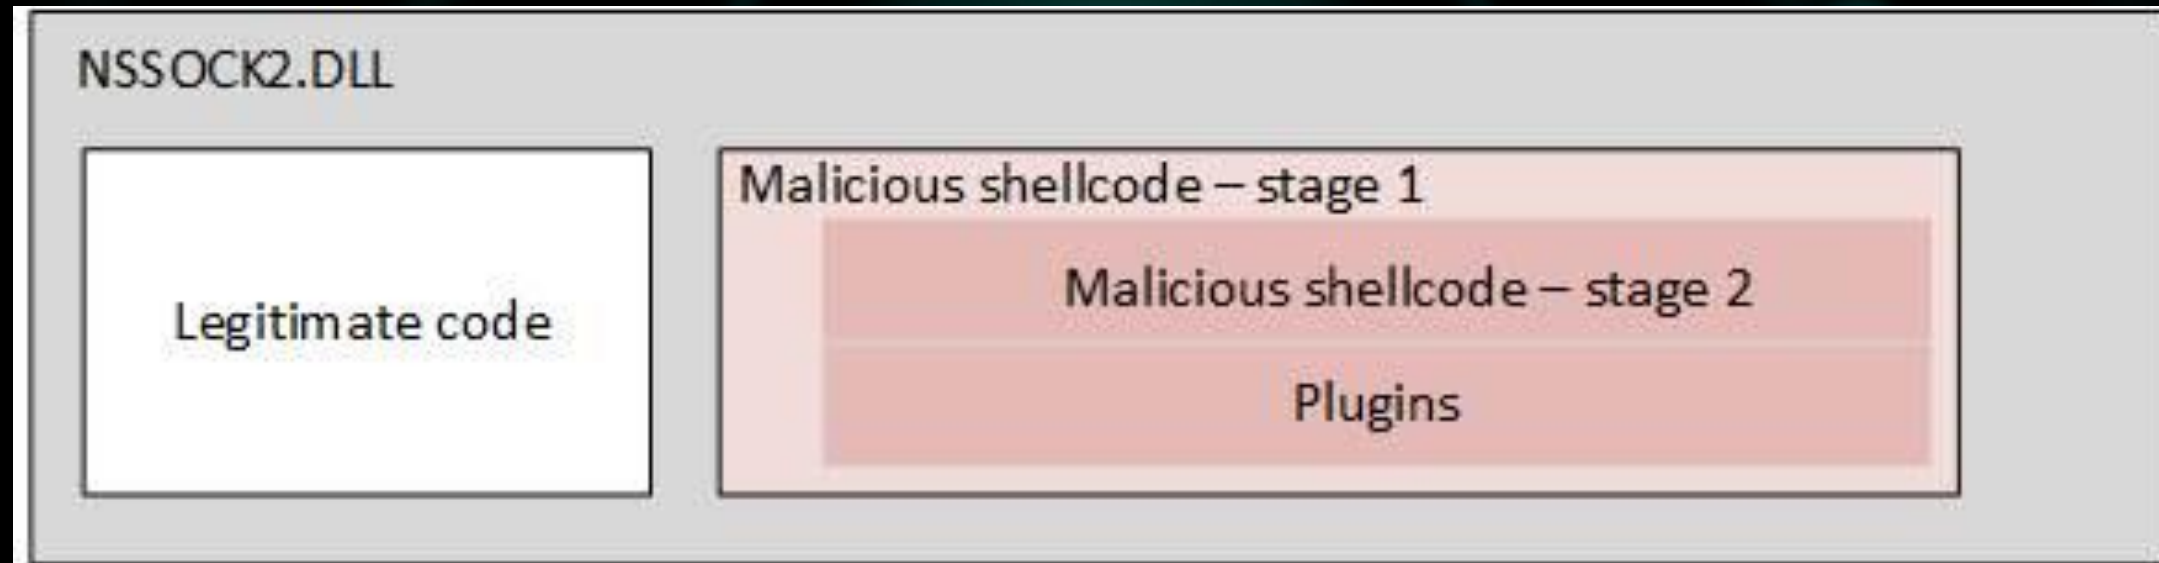 NSSOCK2.DLL
Legitimate code
Malicious shellcode – stage 1
Malicious shellcode – stage 2
Plugins